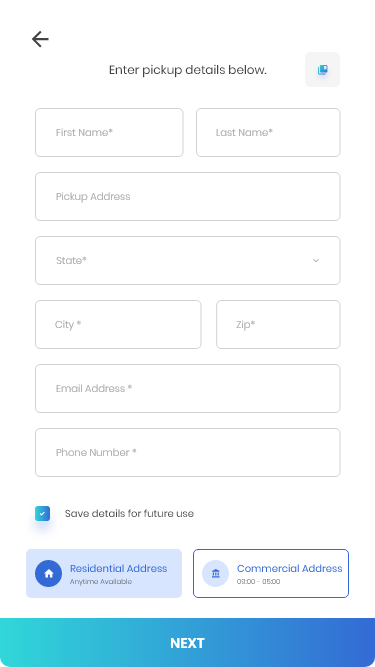 Enter pickup details below.
First Name*
Last Name*
Pickup Address
State*
City *
Zip*
Email Address *
Phone Number *
Save details for future use
Residential Address
Anytime Available
Commercial Address
09:00 - 05:00
NEXT